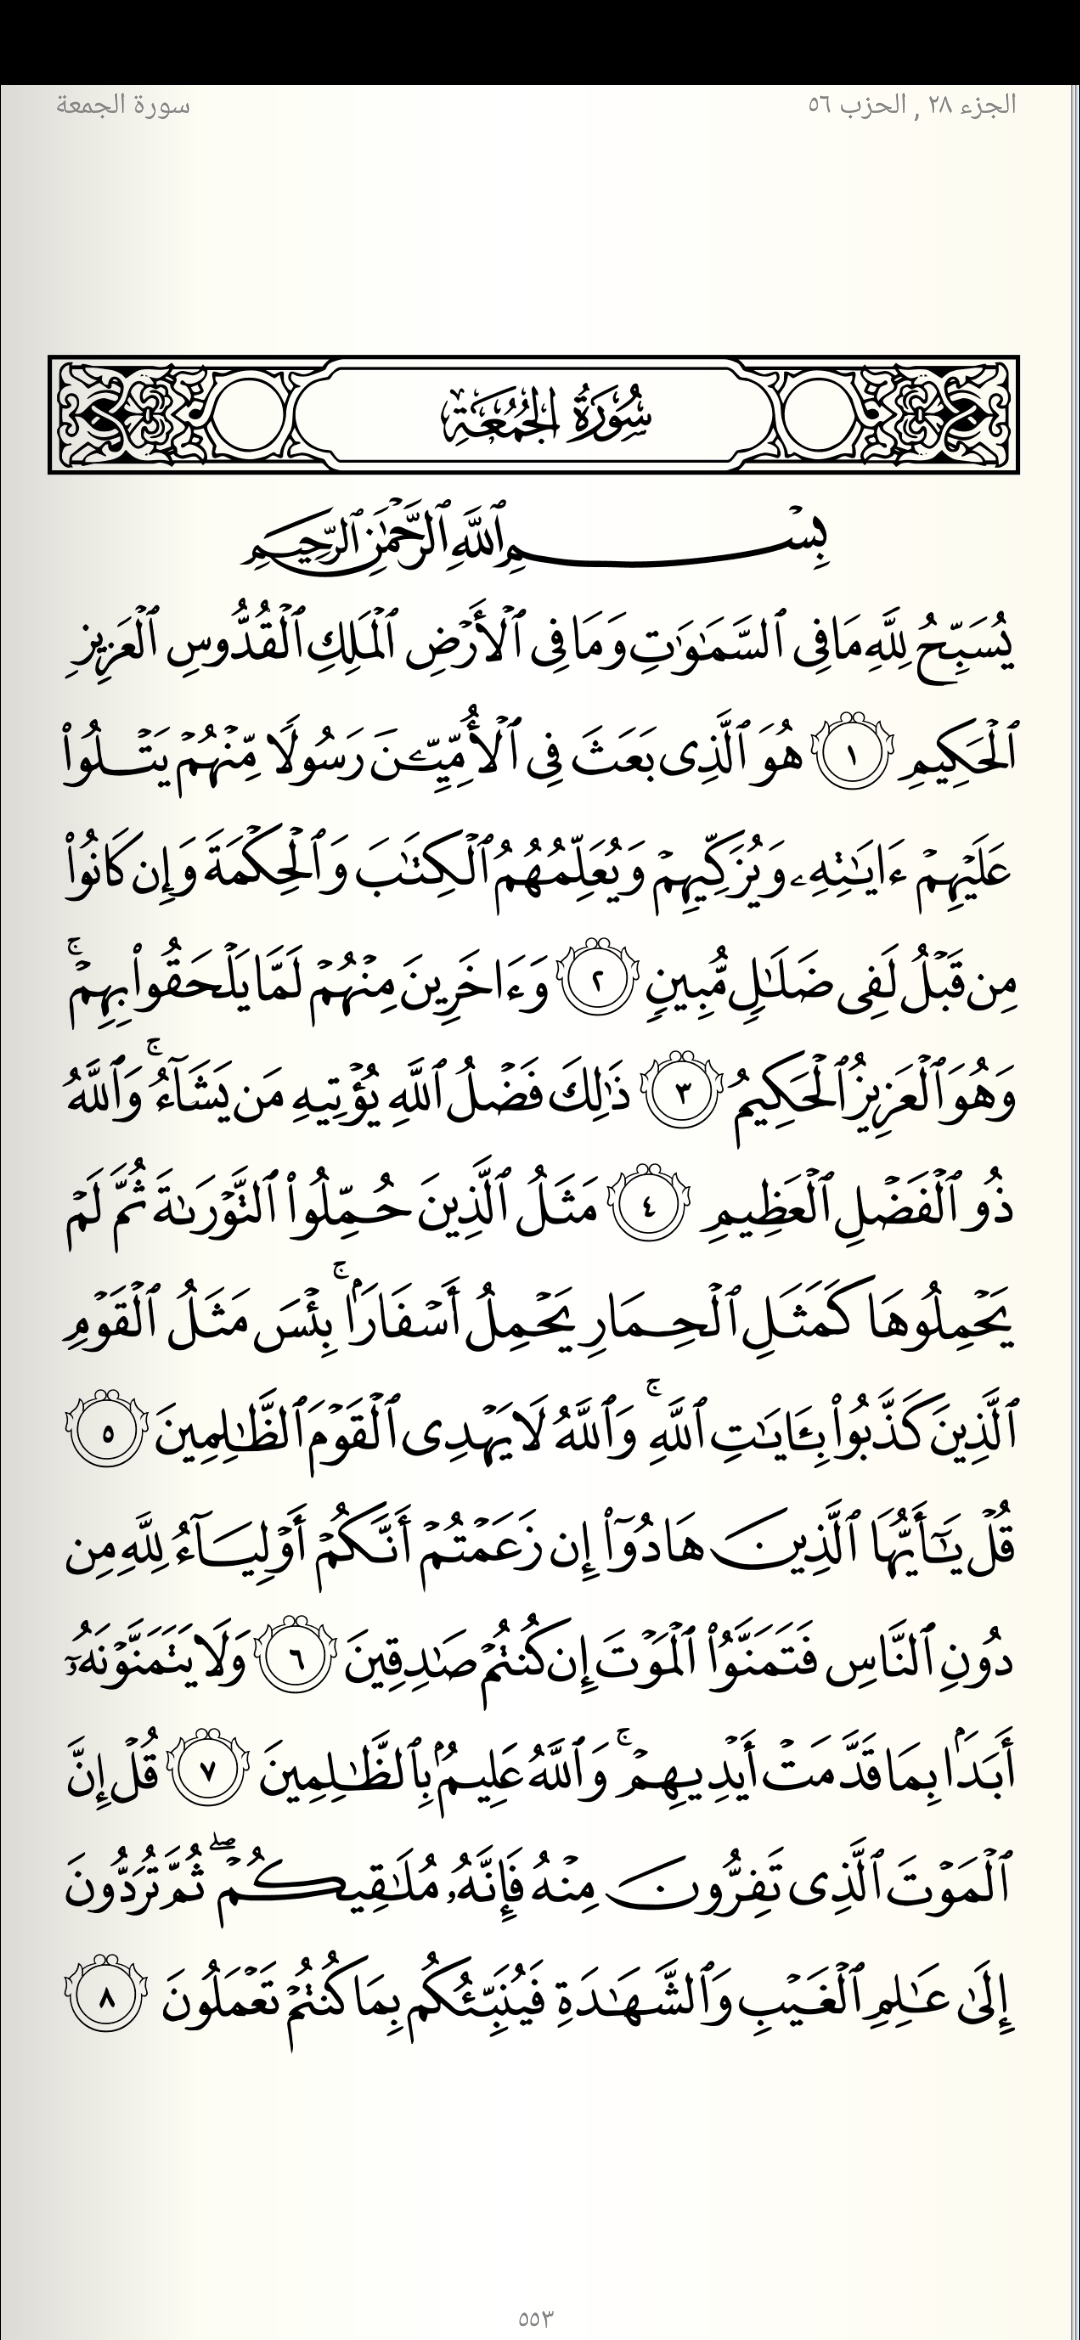 الجزء ٢٨ , الحزب ٥٦
سورة الجمعة
سُورَةُ الجُمُعَةِ
بِسْمِ ٱللَّهِ ٱلرَّحْمَٰنِ ٱلرَّحِيمِ
يُسَبِّحُ لِلَّهِ مَا فِى ٱلسَّمَٰوَٰتِ وَمَا فِى ٱلْأَرْضِ ٱلْمَلِكِ ٱلْقُدُّوسِ ٱلْعَزِيزِ
ٱلْحَكِيمِ ١ هُوَ ٱلَّذِى بَعَثَ فِى ٱلْأُمِّيِّۦنَ رَسُولًا مِّنْهُمْ يَتْلُوا۟
عَلَيْهِمْ ءَايَٰتِهِۦ وَيُزَكِّيهِمْ وَيُعَلِّمُهُمُ ٱلْكِتَٰبَ وَٱلْحِكْمَةَ وَإِن كَانُوا۟
مِن قَبْلُ لَفِى ضَلَٰلٍ مُّبِينٍ ٢ وَءَاخَرِينَ مِنْهُمْ لَمَّا يَلْحَقُوا۟ بِهِمْ ۚ
وَهُوَ ٱلْعَزِيزُ ٱلْحَكِيمُ ٣ ذَٰلِكَ فَضْلُ ٱللَّهِ يُؤْتِيهِ مَن يَشَآءُ ۚ وَٱللَّهُ
ذُو ٱلْفَضْلِ ٱلْعَظِيمِ ٤ مَثَلُ ٱلَّذِينَ حُمِّلُوا۟ ٱلتَّوْرَىٰةَ ثُمَّ لَمْ
يَحْمِلُوهَا كَمَثَلِ ٱلْحِمَارِ يَحْمِلُ أَسْفَارًۢا ۚ بِئْسَ مَثَلُ ٱلْقَوْمِ
ٱلَّذِينَ كَذَّبُوا۟ بِـَٔايَٰتِ ٱللَّهِ ۚ وَٱللَّهُ لَا يَهْدِى ٱلْقَوْمَ ٱلظَّٰلِمِينَ ٥
قُلْ يَٰٓأَيُّهَا ٱلَّذِينَ هَادُوٓا۟ إِن زَعَمْتُمْ أَنَّكُمْ أَوْلِيَآءُ لِلَّهِ مِن
دُونِ ٱلنَّاسِ فَتَمَنَّوُا۟ ٱلْمَوْتَ إِن كُنتُمْ صَٰدِقِينَ ٦ وَلَا يَتَمَنَّوْنَهُۥٓ
أَبَدًۢا بِمَا قَدَّمَتْ أَيْدِيهِمْ ۚ وَٱللَّهُ عَلِيمٌۢ بِٱلظَّٰلِمِينَ ٧ قُلْ إِنَّ
ٱلْمَوْتَ ٱلَّذِى تَفِرُّونَ مِنْهُ فَإِنَّهُۥ مُلَٰقِيكُمْ ۖ ثُمَّ تُرَدُّونَ
إِلَىٰ عَٰلِمِ ٱلْغَيْبِ وَٱلشَّهَٰدَةِ فَيُنَبِّئُكُم بِمَا كُنتُمْ تَعْمَلُونَ ٨
٥٥٣